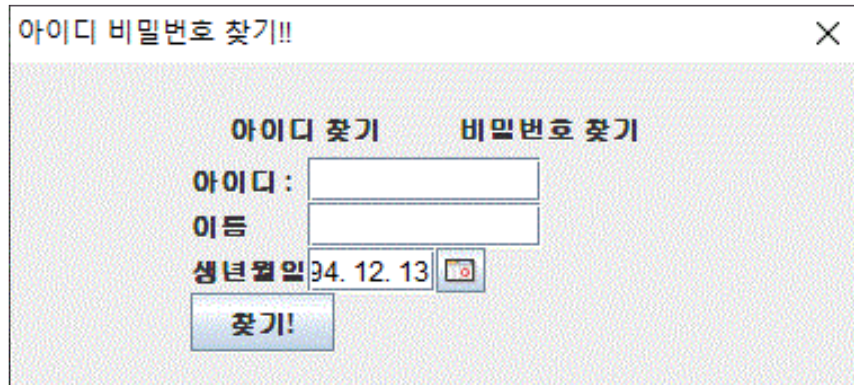 아이디 비밀번호 찾기!!
아이디 찾기 비밀번호 찾기
아이디 :
이름
생년월일 94. 12. 13
찾기!